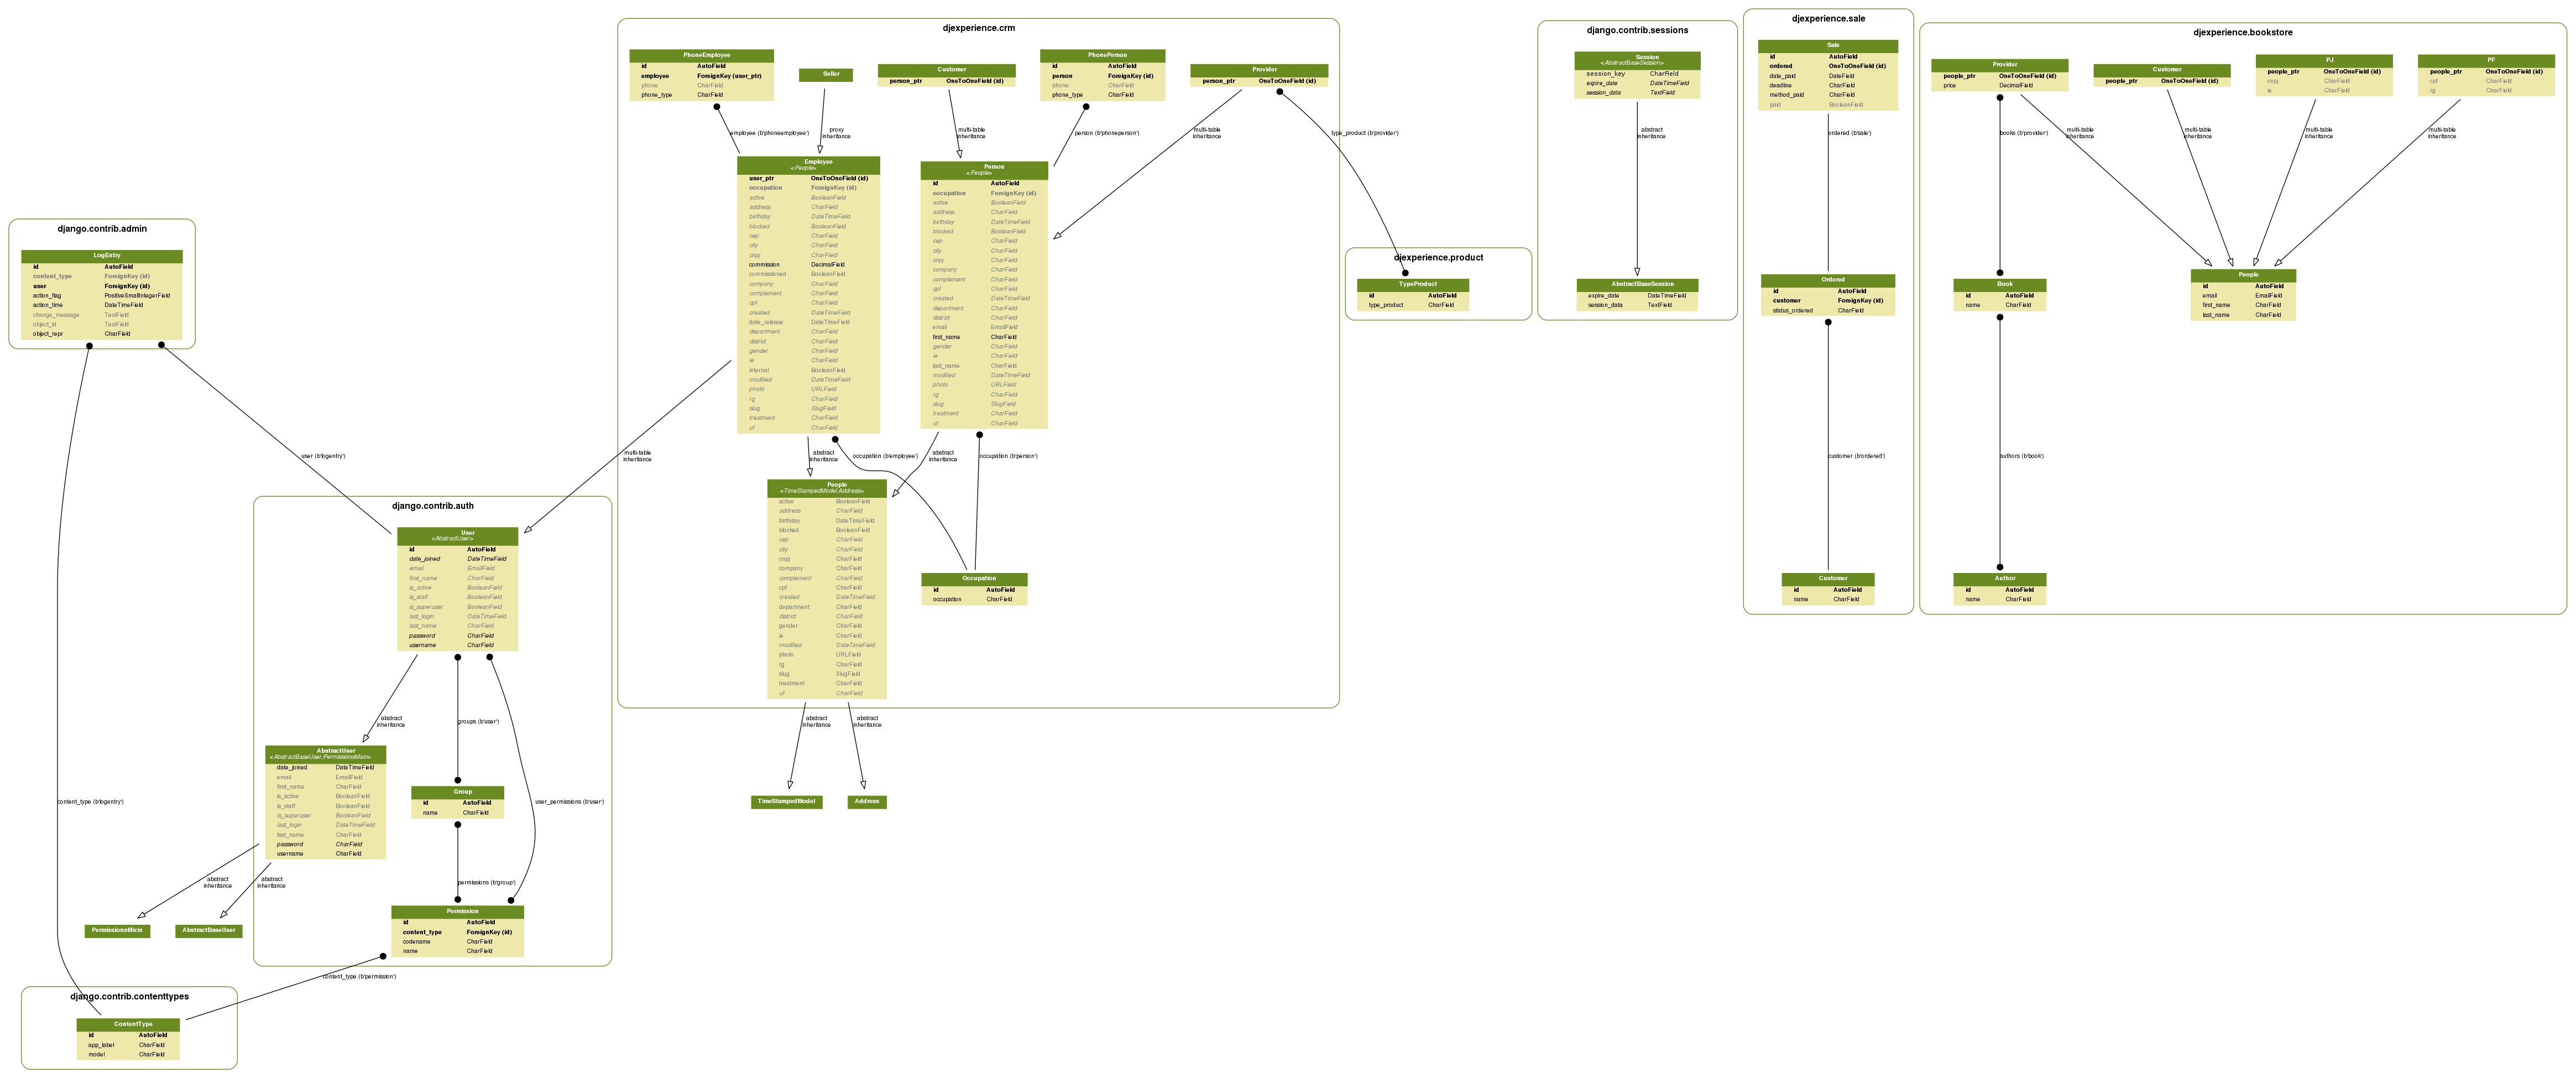 djexperience.crm
PhoneEmployee
id AutoField
employee ForeignKey (user_ptr)
phone CharField
phone_type CharField
Seller
Customer
person_ptr OneToOneField (id)
PhonePerson
id AutoField
person ForeignKey (id)
phone CharField
phone_type CharField
Provider
person_ptr OneToOneField (id)
employee (b'phoneemployee')
proxy
inheritance
multi-table
inheritance
person (b'phoneperson')
multi-table
inheritance
type_product (b'provider')
Employee
<People>
user_ptr OneToOneField (id)
occupation ForeignKey (id)
active BooleanField
address CharField
birthday DateTimeField
blocked BooleanField
cep CharField
city CharField
cnpj CharField
commission DecimalField
commissioned BooleanField
company CharField
complement CharField
cpf CharField
created DateTimeField
date_release DateTimeField
department CharField
district CharField
gender CharField
ie CharField
internal BooleanField
modified DateTimeField
photo URLField
rg CharField
slug SlugField
treatment CharField
uf CharField
Person
<People>
id AutoField
occupation ForeignKey (id)
active BooleanField
address CharField
birthday DateTimeField
blocked BooleanField
cep CharField
city CharField
cnpj CharField
company CharField
complement CharField
cpf CharField
created DateTimeField
department CharField
district CharField
email EmailField
first_name CharField
gender CharField
ie CharField
last_name CharField
modified DateTimeField
photo URLField
rg CharField
slug SlugField
treatment CharField
uf CharField
multi-table
inheritance
abstract
inheritance
occupation (b'employee')
abstract
inheritance
occupation (b'person')
People
<TimeStampedModel,Address>
active BooleanField
address CharField
birthday DateTimeField
blocked BooleanField
cep CharField
city CharField
cnpj CharField
company CharField
complement CharField
cpf CharField
created DateTimeField
department CharField
district CharField
gender CharField
ie CharField
modified DateTimeField
photo URLField
rg CharField
slug SlugField
treatment CharField
uf CharField
Occupation
id AutoField
occupation CharField
abstract
inheritance
abstract
inheritance
TimeStampedModel
Address
django.contrib.admin
LogEntry
id AutoField
content_type ForeignKey (id)
user ForeignKey (id)
action_flag PositiveSmallIntegerField
action_time DateTimeField
change_message TextField
object_id TextField
object_repr CharField
user (b'logentry')
content_type (b'logentry')
django.contrib.auth
User
<AbstractUser>
id AutoField
date_joined DateTimeField
email EmailField
first_name CharField
is_active BooleanField
is_staff BooleanField
is_superuser BooleanField
last_login DateTimeField
last_name CharField
password CharField
username CharField
abstract
inheritance
groups (b'user')
user_permissions (b'user')
AbstractUser
<AbstractBaseUser,PermissionsMixin>
date_joined DateTimeField
email EmailField
first_name CharField
is_active BooleanField
is_staff BooleanField
is_superuser BooleanField
last_login DateTimeField
last_name CharField
password CharField
username CharField
Group
id AutoField
name CharField
abstract
inheritance
abstract
inheritance
permissions (b'group')
PermissionsMixin
AbstractBaseUser
Permission
id AutoField
content_type ForeignKey (id)
codename CharField
name CharField
content_type (b'permission')
django.contrib.contenttypes
ContentType
id AutoField
app_label CharField
model CharField
djexperience.product
TypeProduct
id AutoField
type_product CharField
django.contrib.sessions
Session
<AbstractBaseSession>
session_key CharField
expire_date DateTimeField
session_data TextField
abstract
inheritance
AbstractBaseSession
expire_date DateTimeField
session_data TextField
djexperience.sale
Sale
id AutoField
ordered OneToOneField (id)
date_paid DateField
deadline CharField
method_paid CharField
paid BooleanField
ordered (b'sale')
Ordered
id AutoField
customer ForeignKey (id)
status_ordered CharField
customer (b'ordered')
Customer
id AutoField
name CharField
djexperience.bookstore
Provider
people_ptr OneToOneField (id)
price DecimalField
Customer
people_ptr OneToOneField (id)
PJ
people_ptr OneToOneField (id)
cnpj CharField
ie CharField
PF
people_ptr OneToOneField (id)
cpf CharField
rg CharField
books (b'provider')
multi-table
inheritance
multi-table
inheritance
multi-table
inheritance
multi-table
inheritance
Book
id AutoField
name CharField
People
id AutoField
email EmailField
first_name CharField
last_name CharField
authors (b'book')
Author
id AutoField
name CharField